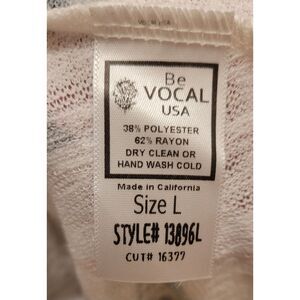 Be
VOCAL
USA
38% POLYESTER
62% RAYON
DRY CLEAN OR
HAND WASH COLD
Made in California
Size L
STYLE# 13896L
CUT# 16377